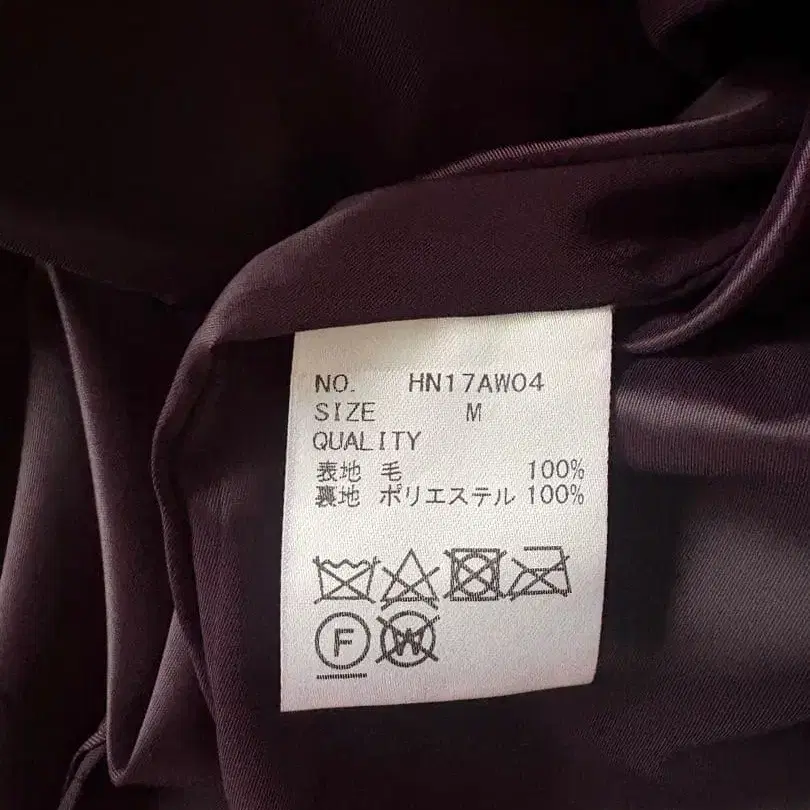 NO. HN17AW04
SIZE M
QUALITY
表地 毛 100%
裏地 ポリエステル 100%
F W